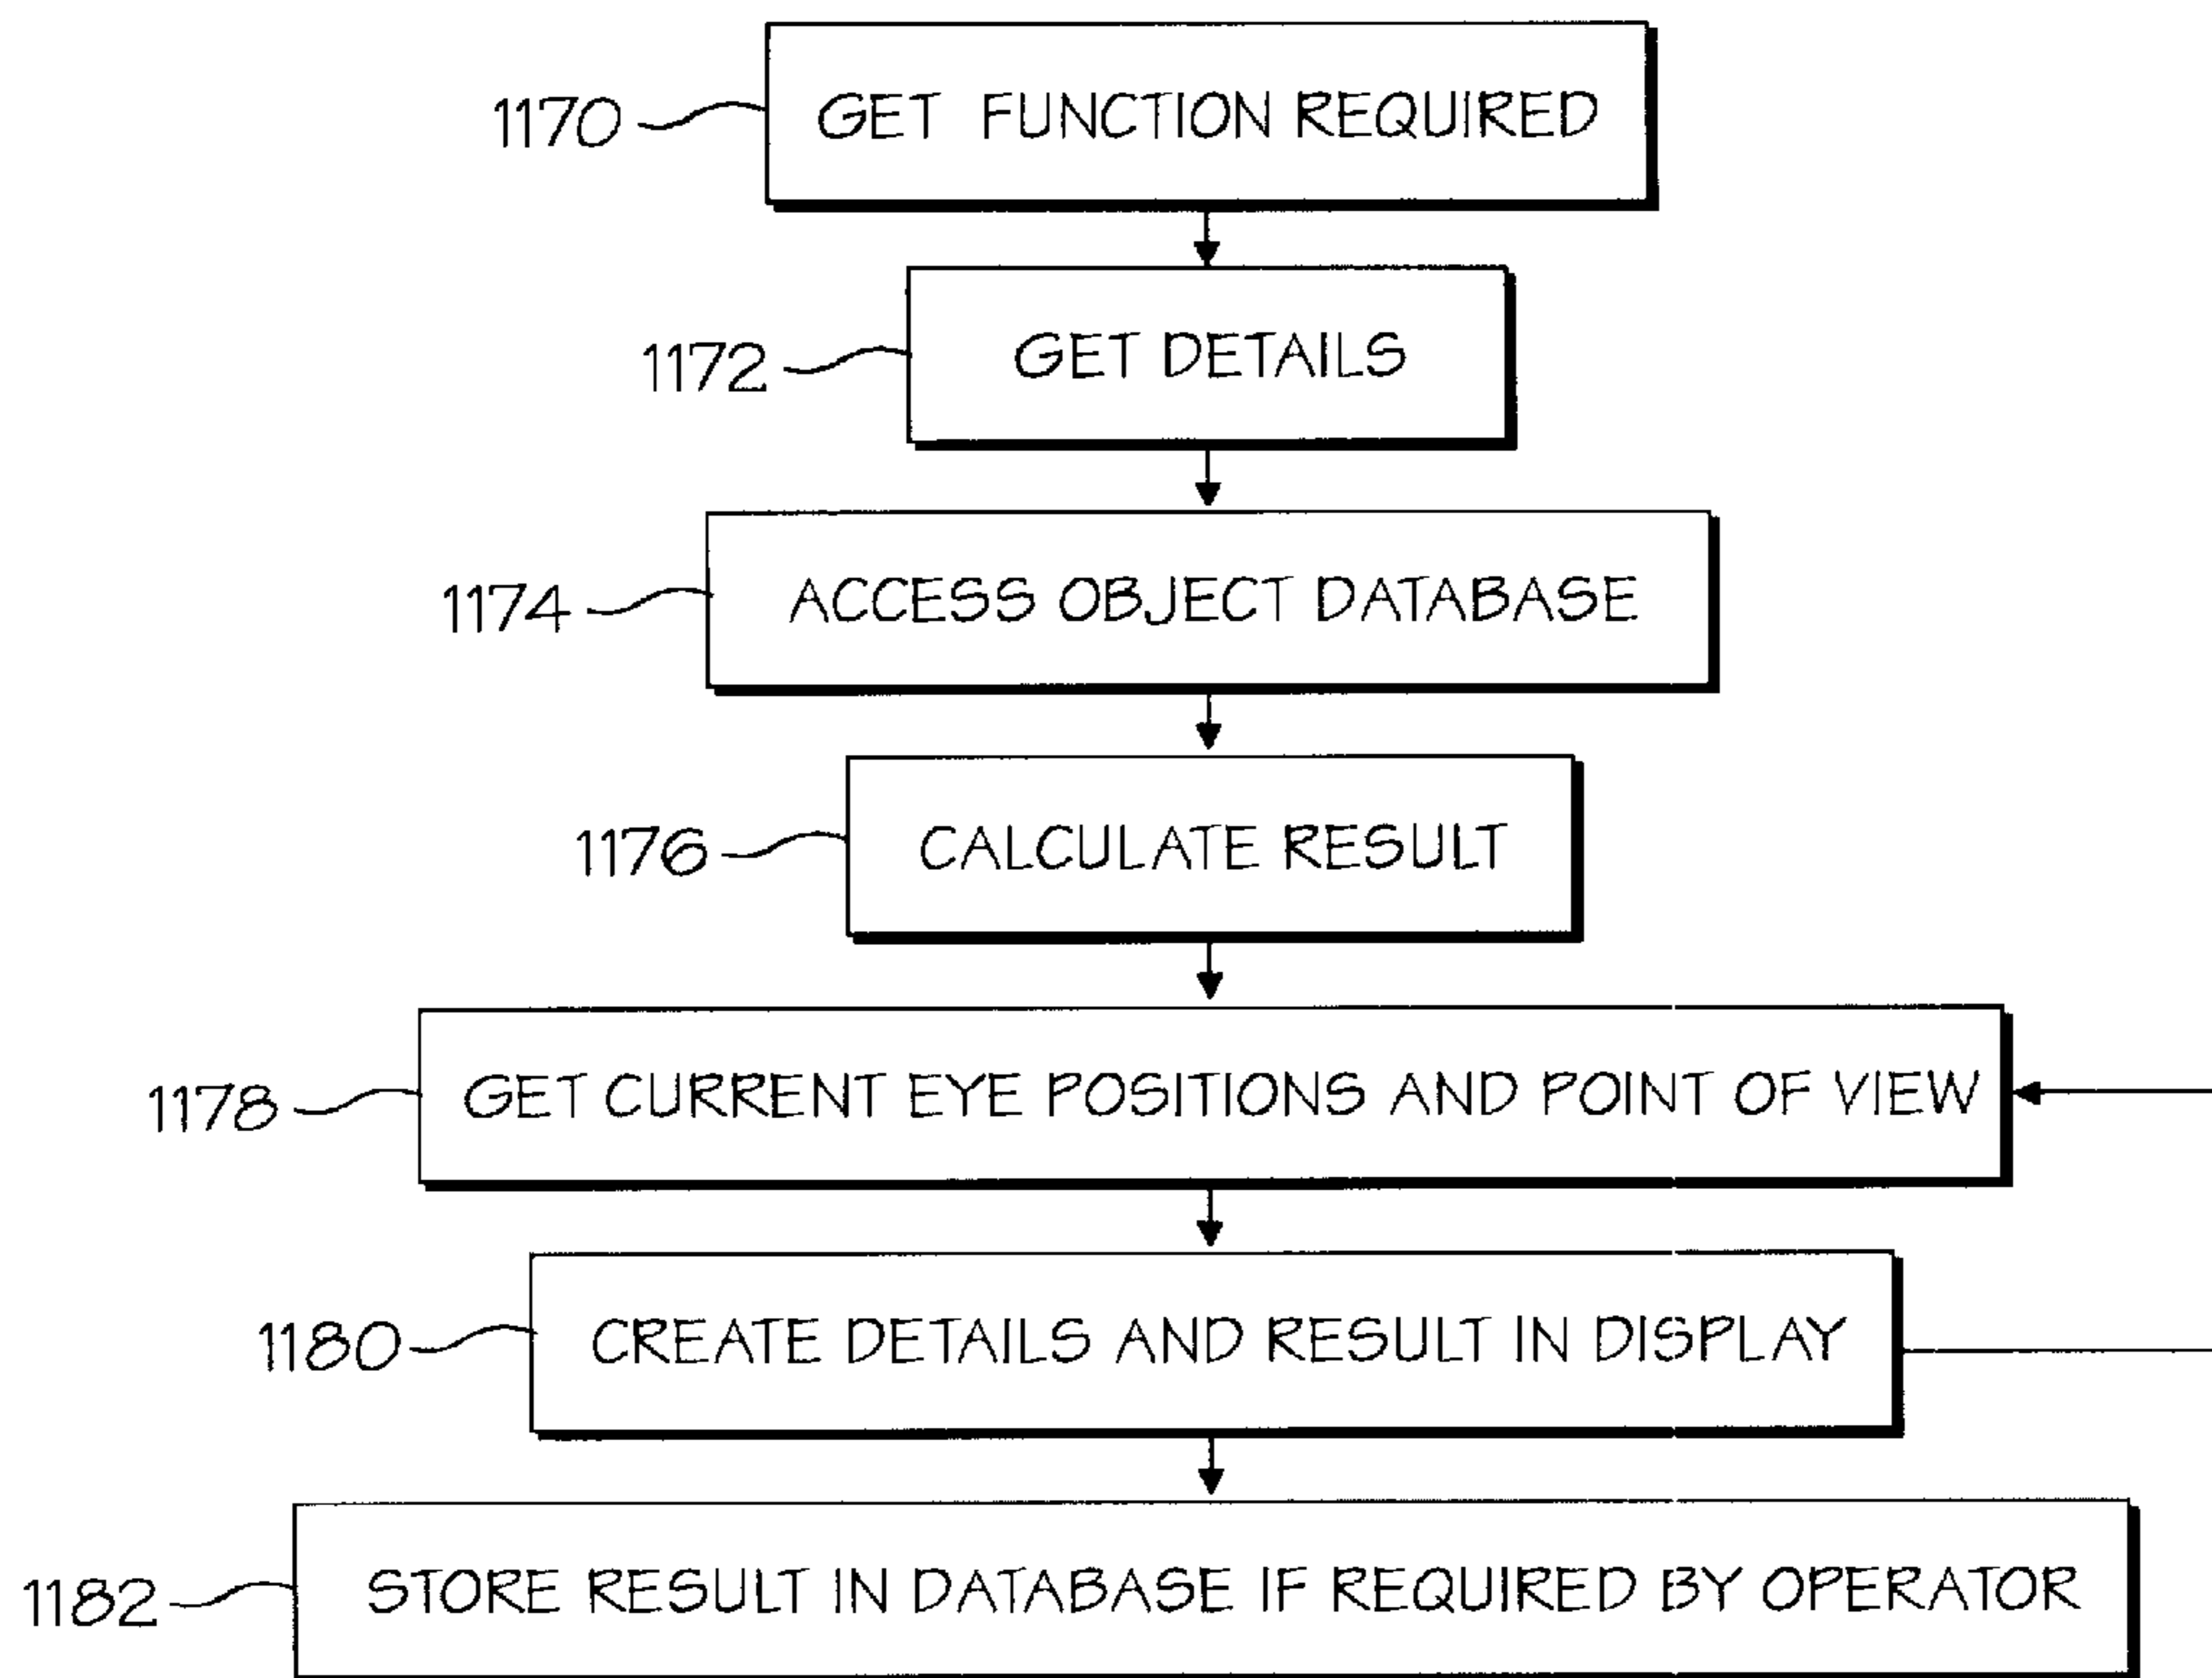 1170 GET FUNCTION REQUIRED
1172 GET DETAILS
1174 ACCESS OBJECT DATABASE
1176 CALCULATE RESULT
1178 GET CURRENT EYE POSITIONS AND POINT OF VIEW
1180 CREATE DETAILS AND RESULT IN DISPLAY
1182 STORE RESULT IN DATABASE IF REQUIRED BY OPERATOR